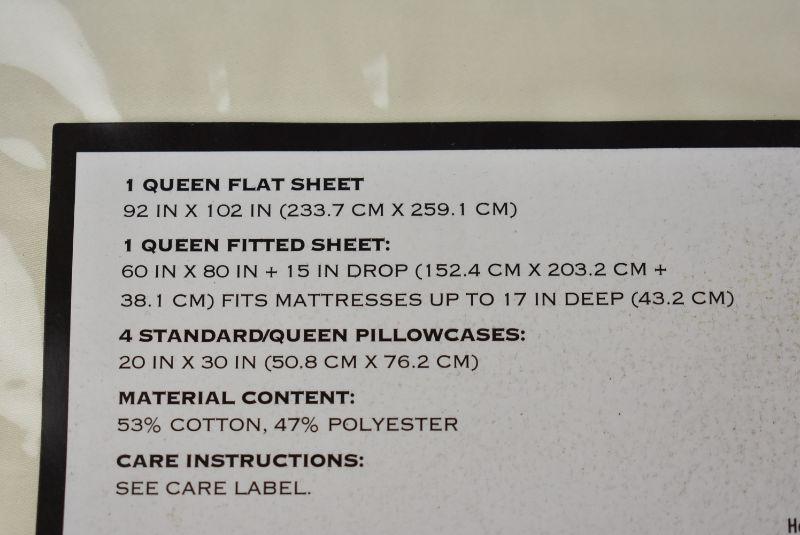 1 QUEEN FLAT SHEET
92 IN X 102 IN (233.7 CM X 259.1 CM)
1 QUEEN FITTED SHEET:
60 IN X 80 IN + 15 IN DROP (152.4 CM X 203.2 CM +
38.1 CM) FITS MATTRESSES UP TO 17 IN DEEP (43.2 CM)
4 STANDARD/QUEEN PILLOWCASES:
20 IN X 30 IN (50.8 CM X 76.2 CM)
MATERIAL CONTENT:
53% COTTON, 47% POLYESTER
CARE INSTRUCTIONS:
SEE CARE LABEL.